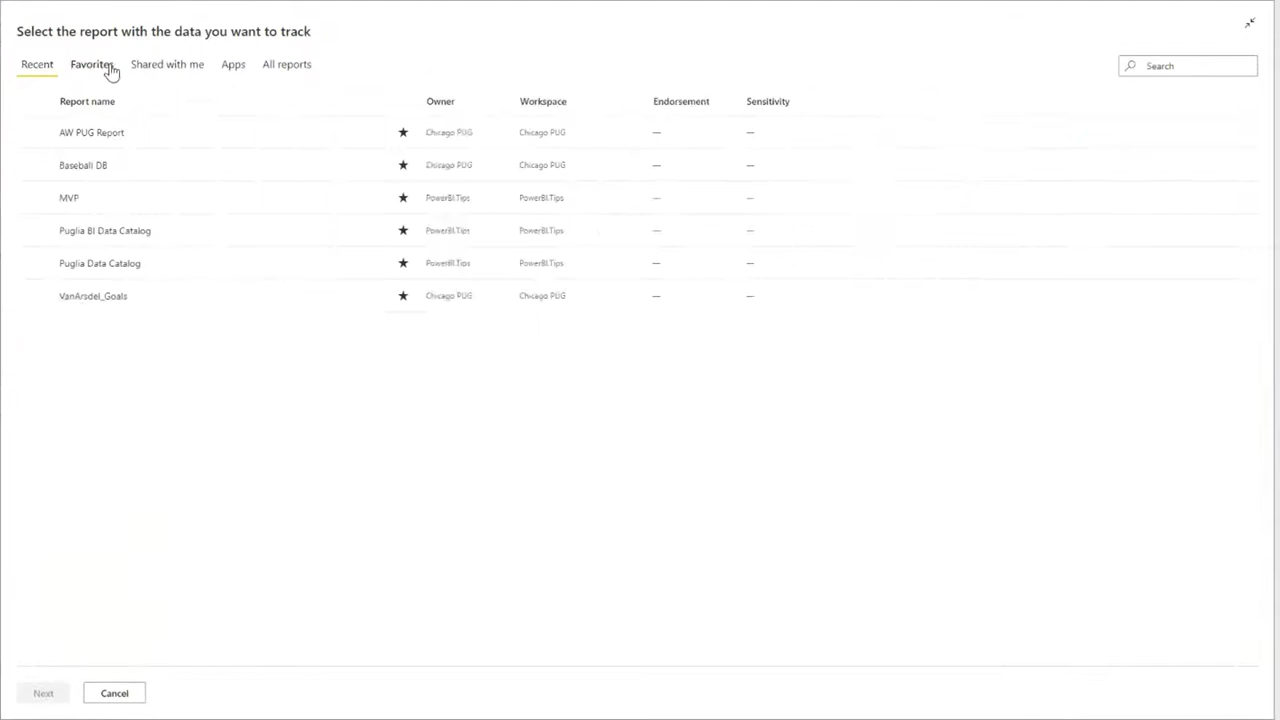 Select the report with the data you want to track
Recent Favorites Shared with me Apps All reports Search
Report name Owner Workspace Endorsement Sensitivity
AW PUG Report ★ Chicago PUG Chicago PUG — —
Baseball DB ★ Chicago PUG Chicago PUG — —
MVP ★ PowerBI.Tips PowerBI.Tips — —
Puglia BI Data Catalog ★ PowerBI.Tips PowerBI.Tips — —
Puglia Data Catalog ★ PowerBI.Tips PowerBI.Tips — —
VanArsdel_Goals ★ Chicago PUG Chicago PUG — —
Next Cancel